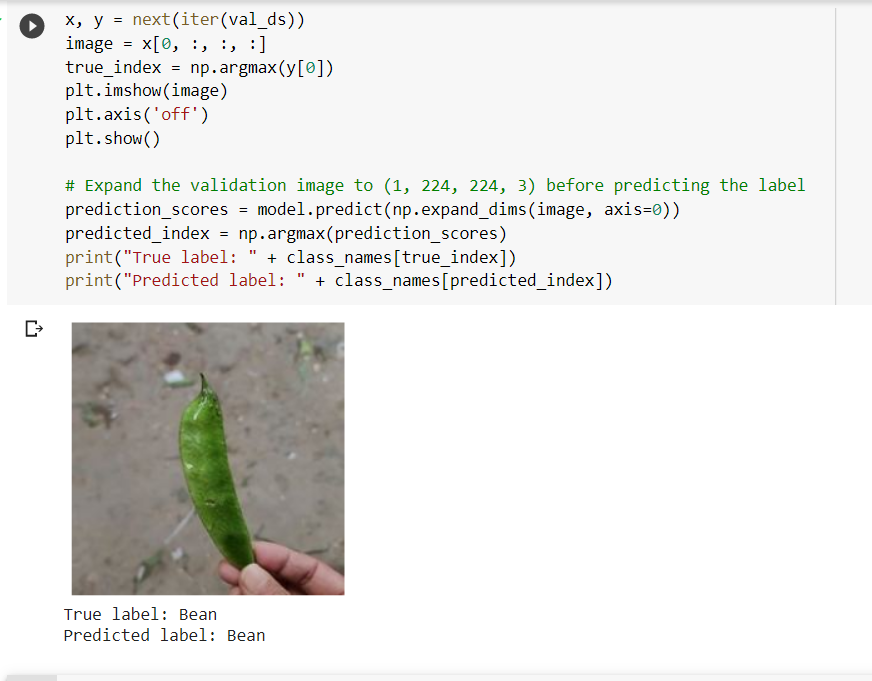 x, y = next(iter(val_ds))
image = x[0, :, :, :]
true_index = np.argmax(y[0])
plt.imshow(image)
plt.axis('off')
plt.show()
# Expand the validation image to (1, 224, 224, 3) before predicting the label
prediction_scores = model.predict(np.expand_dims(image, axis=0))
predicted_index = np.argmax(prediction_scores)
print("True label: " + class_names[true_index])
print("Predicted label: " + class_names[predicted_index])
True label: Bean
Predicted label: Bean